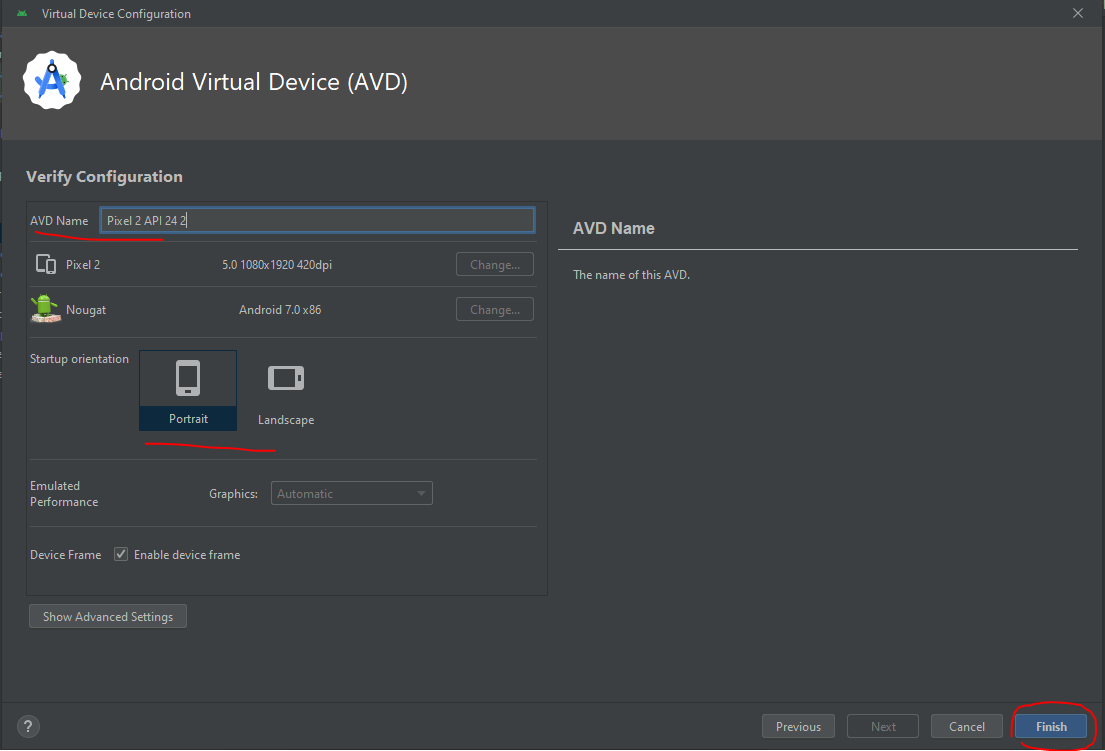 Virtual Device Configuration
Android Virtual Device (AVD)
Verify Configuration
AVD Name Pixel 2 API 24 2
Pixel 2 5.0 1080x1920 420dpi Change...
Nougat Android 7.0 x86 Change...
Startup orientation
Portrait Landscape
Emulated
Performance
Graphics: Automatic
Device Frame Enable device frame
Show Advanced Settings
AVD Name
The name of this AVD.
? Previous Next Cancel Finish